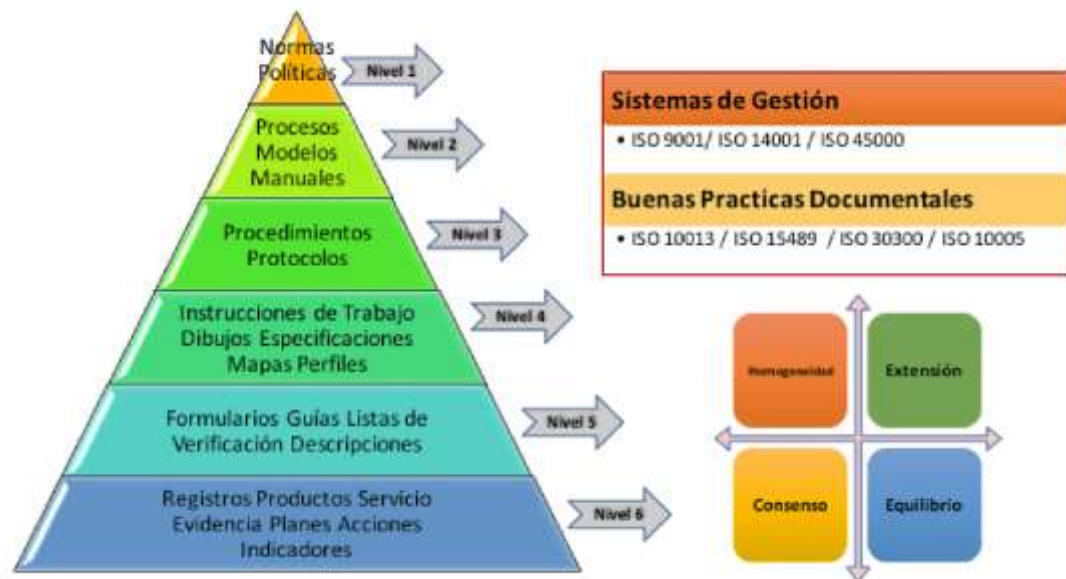 Normas
Políticas
Nivel 1
Procesos
Modelos
Manuales
Nivel 2
Procedimientos
Protocolos
Nivel 3
Instrucciones de Trabajo
Dibujos Especificaciones
Mapas Perfiles
Nivel 4
Formularios Guías Listas de
Verificación Descripciones
Nivel 5
Registros Productos Servicio
Evidencia Planes Acciones
Indicadores
Nivel 6
Sistemas de Gestión
• ISO 9001/ ISO 14001 / ISO 45000
Buenas Practicas Documentales
• ISO 10013 / ISO 15489 / ISO 30300 / ISO 10005
Homogeneidad
Extensión
Consenso
Equilibrio